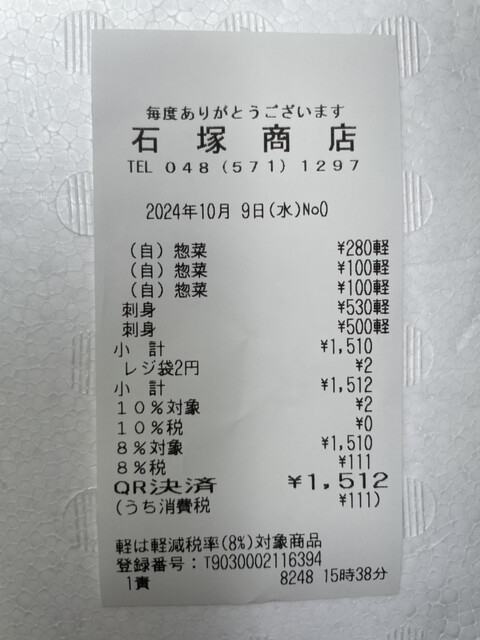 毎度ありがとうございます
石塚商店
TEL 048(571)1297
2024年10月 9日(水)No0
(自)惣菜 ¥280軽
(自)惣菜 ¥100軽
(自)惣菜 ¥100軽
刺身 ¥530軽
刺身 ¥500軽
小 計 ¥1,510
レジ袋2円 ¥2
小 計 ¥1,512
10%対象 ¥2
10%税 ¥0
8%対象 ¥1,510
8%税 ¥111
QR決済 ¥1,512
(うち消費税 ¥111)
軽は軽減税率(8%)対象商品
登録番号:T9030002116394
1責 8248 15時38分